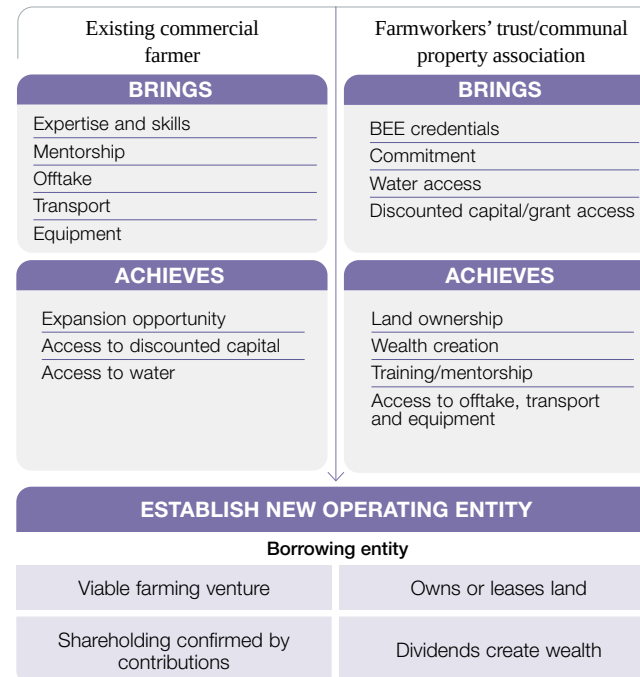 Existing commercial
farmer
BRINGS
Expertise and skills
Mentorship
Offtake
Transport
Equipment
ACHIEVES
Expansion opportunity
Access to discounted capital
Access to water
Farmworkers’ trust/communal
property association
BRINGS
BEE credentials
Commitment
Water access
Discounted capital/grant access
ACHIEVES
Land ownership
Wealth creation
Training/mentorship
Access to offtake, transport
and equipment
ESTABLISH NEW OPERATING ENTITY
Borrowing entity
Viable farming venture
Owns or leases land
Shareholding confirmed by
contributions
Dividends create wealth